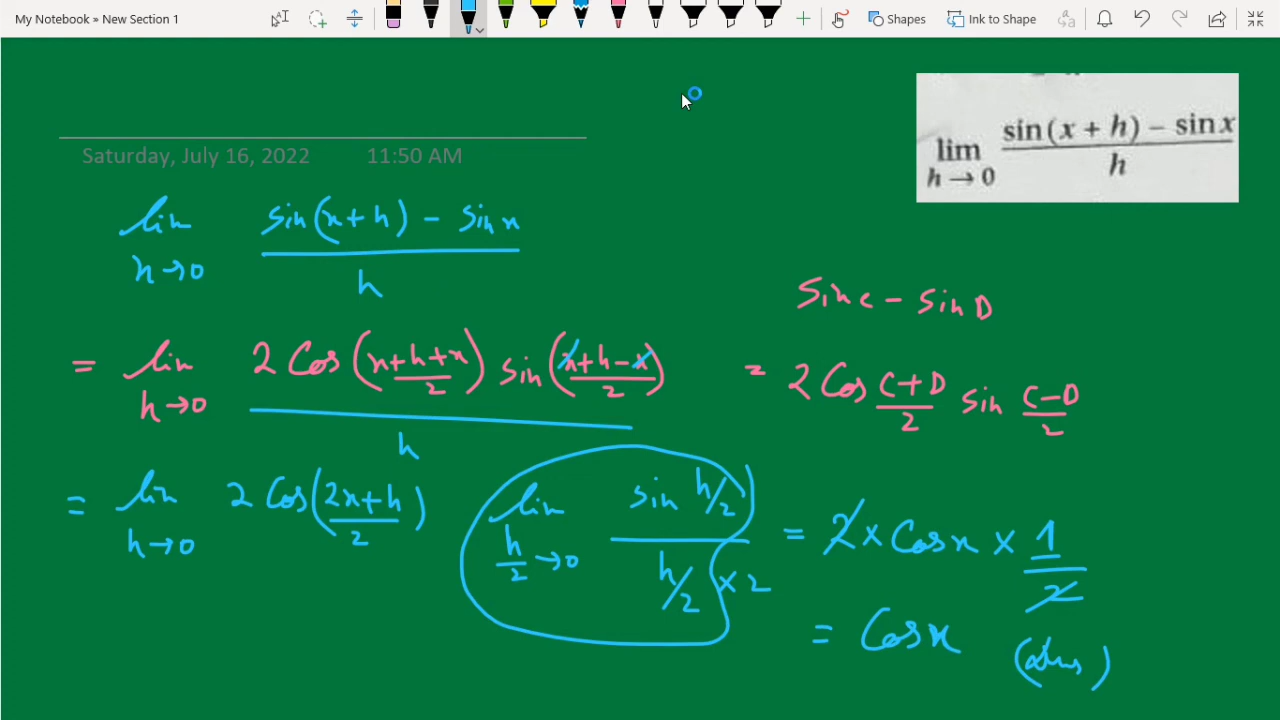 My Notebook » New Section 1
Shapes
Ink to Shape
lim h→0 sin(x + h) – sin x / h
Saturday, July 16, 2022 11:50 AM
lim h→0 sin(x+h) - sin x / h
sin C - sin D
= lim h→0 2 Cos (x+h+x / 2) sin (x+h-x / 2) / h
= 2 Cos C+D / 2 sin C-D / 2
= lim h→0 2 Cos (2x+h / 2) lim h/2→0 sin h/2 / h/2 × 2 = 2 × Cos x × 1 / 2
= Cos x (Ans)